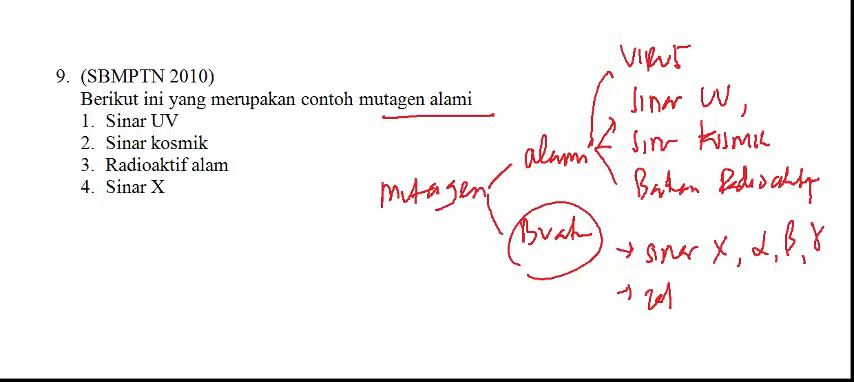 9. (SBMPTN 2010)
Berikut ini yang merupakan contoh mutagen alami
1. Sinar UV
2. Sinar kosmik
3. Radioaktif alam
4. Sinar X
mutagen
alami
VIRUS
Sinar UV,
Sinar Kosmik
Bahan Radioaktif
Buatan
→ sinar X, α, β, γ
→